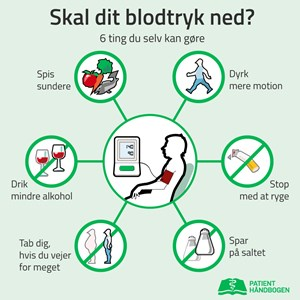 Skal dit blodtryk ned?
6 ting du selv kan gøre
Spis
sundere
Dyrk
mere motion
Drik
mindre alkohol
Stop
med at ryge
Tab dig,
hvis du vejer
for meget
Spar
på saltet
PATIENT
HÅNDBOGEN